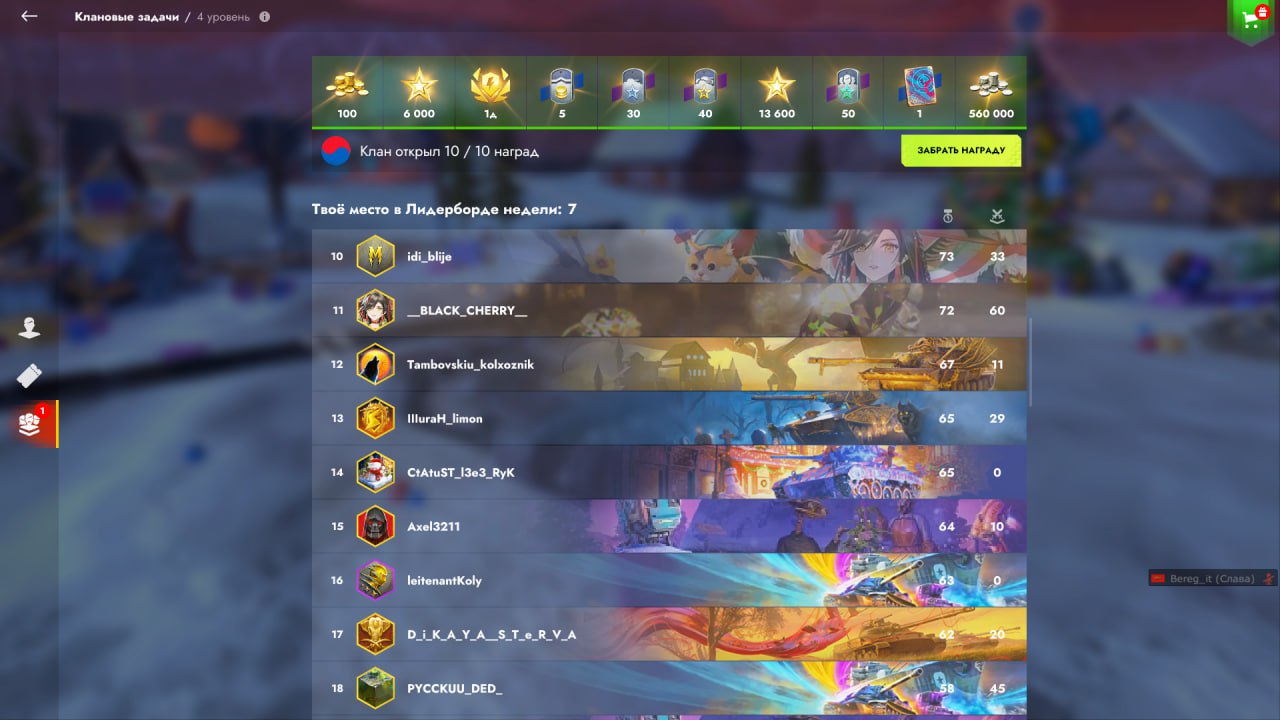 Клановые задачи / 4 уровень
100 6 000 1д 5 30 40 13 600 50 1 560 000
Клан открыл 10 / 10 наград
ЗАБРАТЬ НАГРАДУ
Твоё место в Лидерборде недели: 7
10 idi_blije 73 33
11 __BLACK_CHERRY__ 72 60
12 Tambovskiu_kolxoznik 67 11
1
13 IlluraH_limon 65 29
14 CtAtuST_l3e3_RyK 65 0
15 Axel3211 64 10
16 leitenantKoly 63 0
Bereg_it (Слава)
17 D_i_K_A_Y_A__S_T_e_R_V_A 62 20
18 PYCCKUU_DED_ 58 45